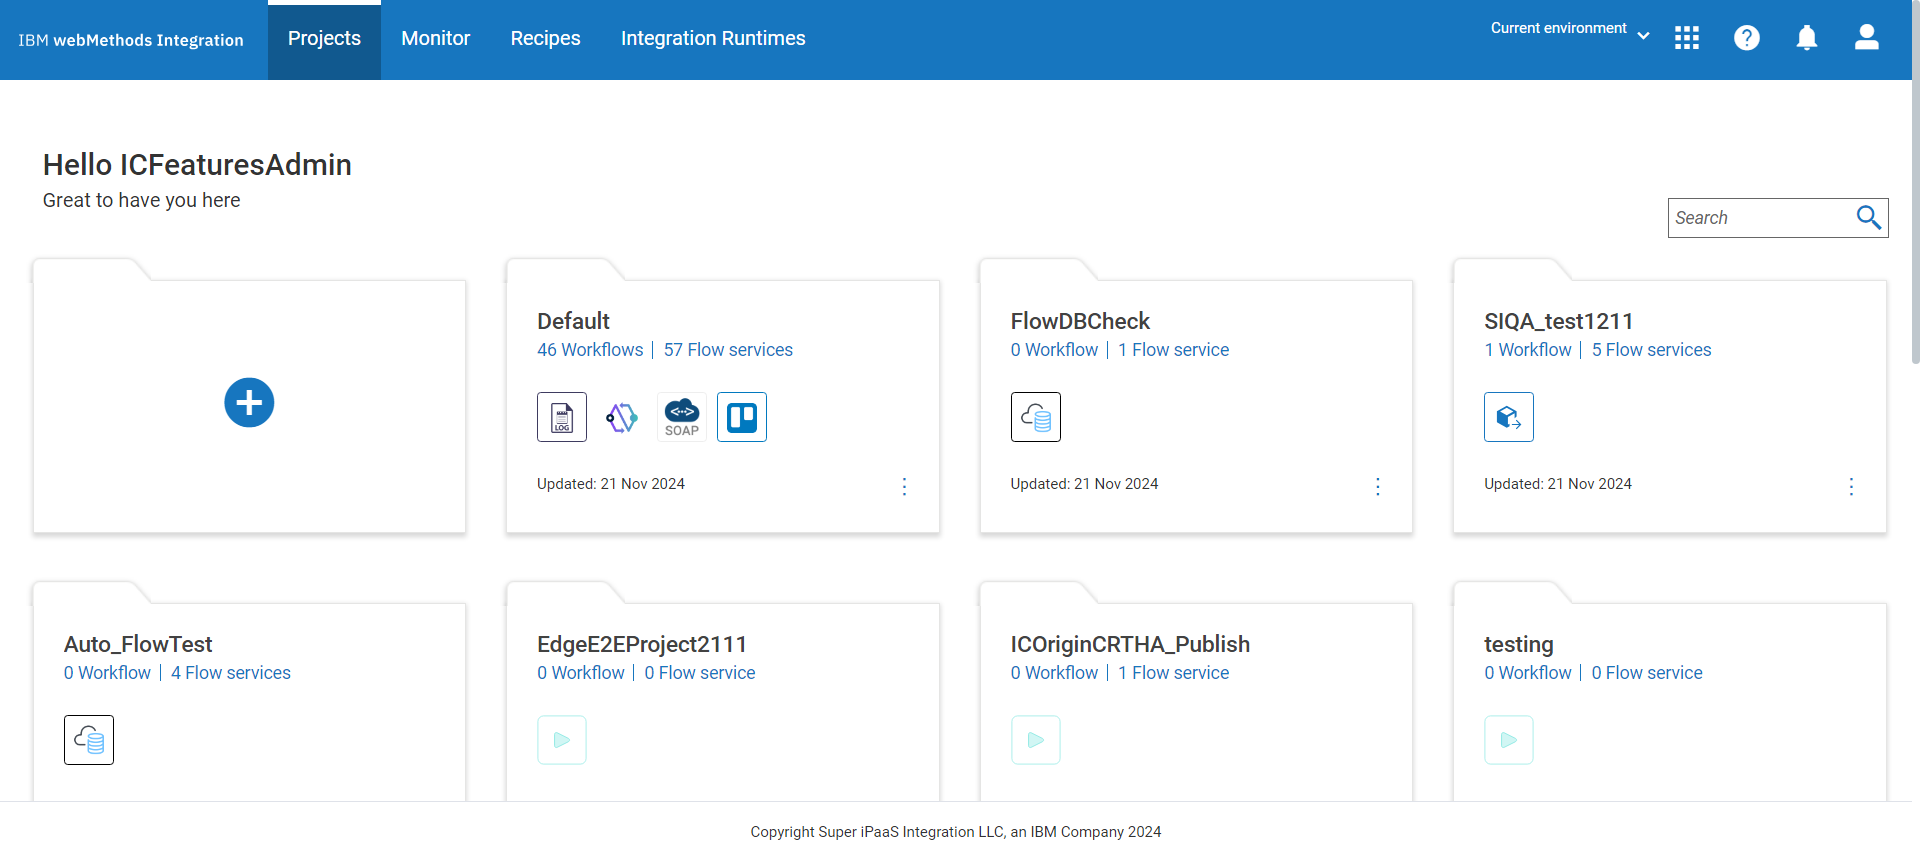 IBM webMethods Integration
Projects
Monitor
Recipes
Integration Runtimes
Current environment
Hello ICFeaturesAdmin
Great to have you here
Search
Default
46 Workflows | 57 Flow services
LOG
SOAP
Updated: 21 Nov 2024
FlowDBCheck
0 Workflow | 1 Flow service
Updated: 21 Nov 2024
SIQA_test1211
1 Workflow | 5 Flow services
Updated: 21 Nov 2024
Auto_FlowTest
0 Workflow | 4 Flow services
EdgeE2EProject2111
0 Workflow | 0 Flow service
ICOriginCRTHA_Publish
0 Workflow | 1 Flow service
testing
0 Workflow | 0 Flow service
Copyright Super iPaaS Integration LLC, an IBM Company 2024